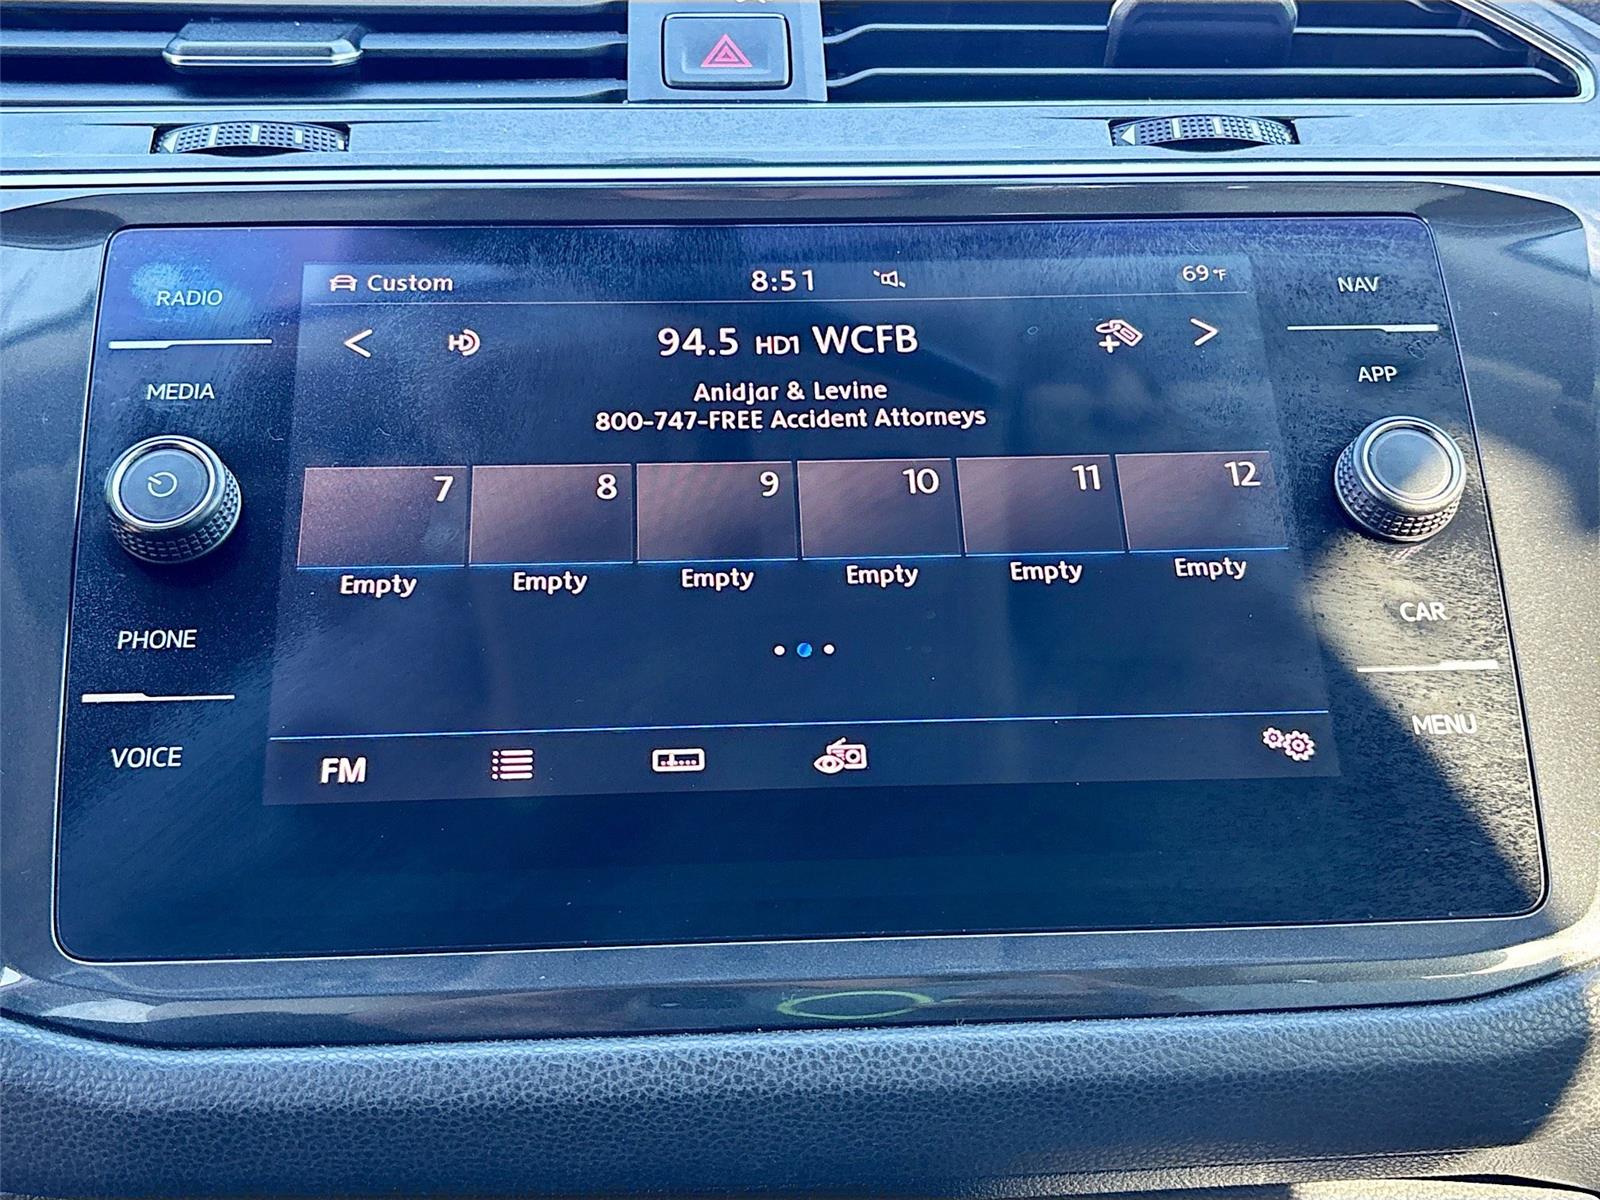 RADIO
MEDIA
PHONE
VOICE
Custom
8:51
69°F
HD
94.5 HD1 WCFB
Anidjar & Levine
800-747-FREE Accident Attorneys
7
8
9
10
11
12
Empty
Empty
Empty
Empty
Empty
Empty
FM
NAV
APP
CAR
MENU